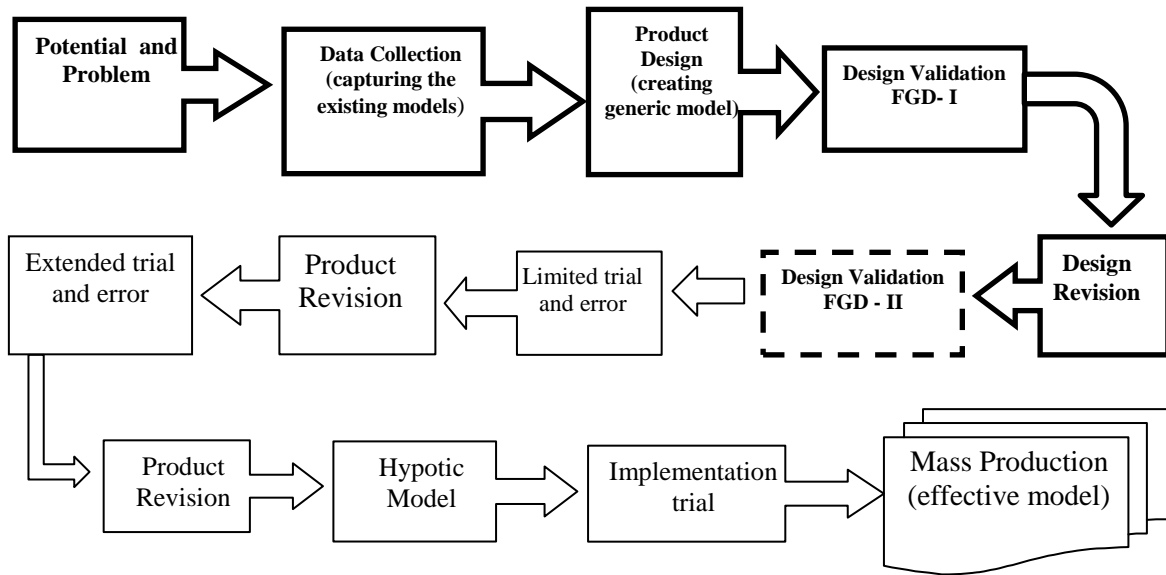 Potential and
Problem
Data Collection
(capturing the
existing models)
Product
Design
(creating
generic model)
Design Validation
FGD- I
Design
Revision
Design Validation
FGD - II
Limited trial
and error
Product
Revision
Extended trial
and error
Product
Revision
Hypotic
Model
Implementation
trial
Mass Production
(effective model)